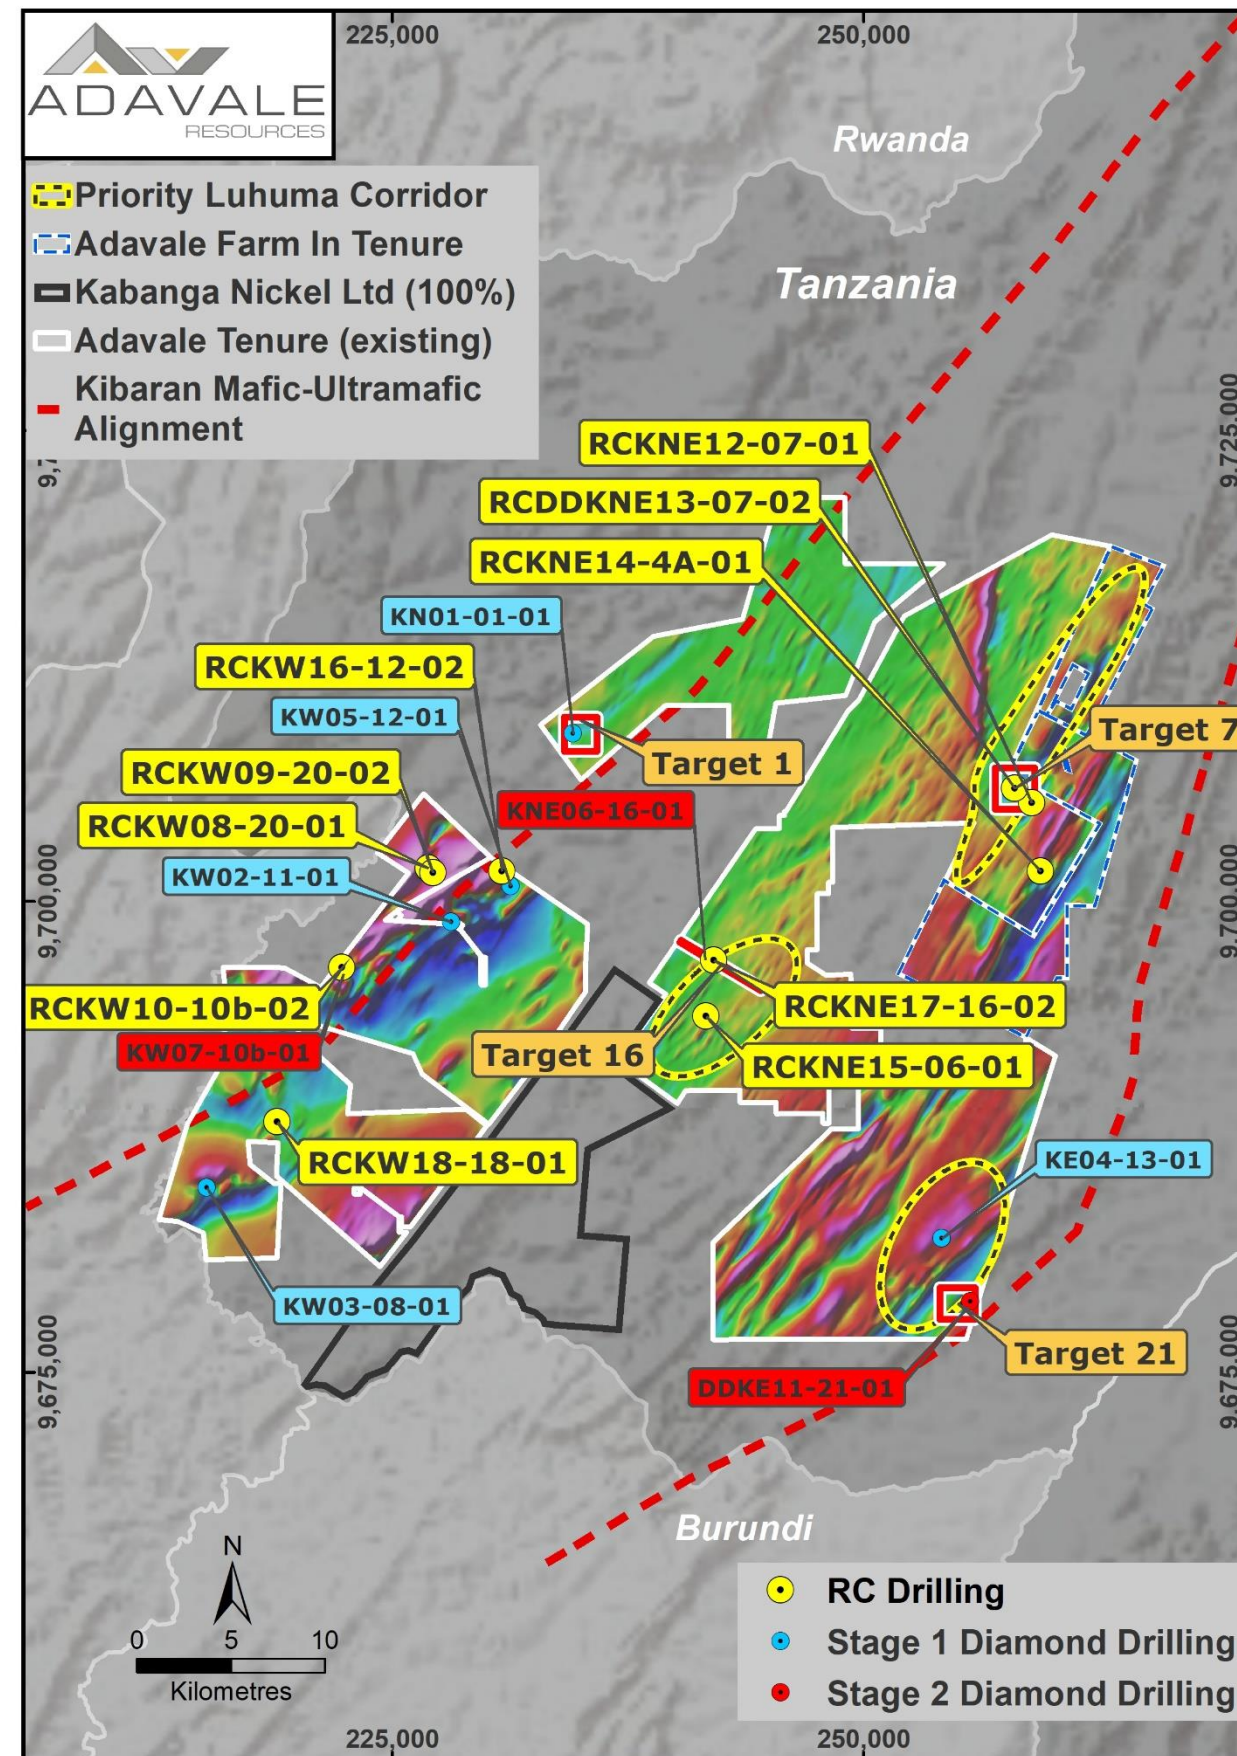 225,000
250,000
ADAVALE
RESOURCES
Rwanda
Priority Luhuma Corridor
Adavale Farm In Tenure
Kabanga Nickel Ltd (100%)
Adavale Tenure (existing)
Kibaran Mafic-Ultramafic
Alignment
Tanzania
9,7
9,725,000
RCKNE12-07-01
RCDDKNE13-07-02
RCKNE14-4A-01
KN01-01-01
RCKW16-12-02
KW05-12-01
Target 7
RCKW09-20-02
Target 1
KNE06-16-01
RCKW08-20-01
KW02-11-01
9,700,000
9,700,000
RCKW10-10b-02
RCKNE17-16-02
KW07-10b-01
Target 16
RCKNE15-06-01
RCKW18-18-01
KE04-13-01
KW03-08-01
Target 21
DDKE11-21-01
9,675,000
9,675,000
Burundi
N
0 5 10
Kilometres
RC Drilling
Stage 1 Diamond Drilling
Stage 2 Diamond Drilling
225,000
250,000